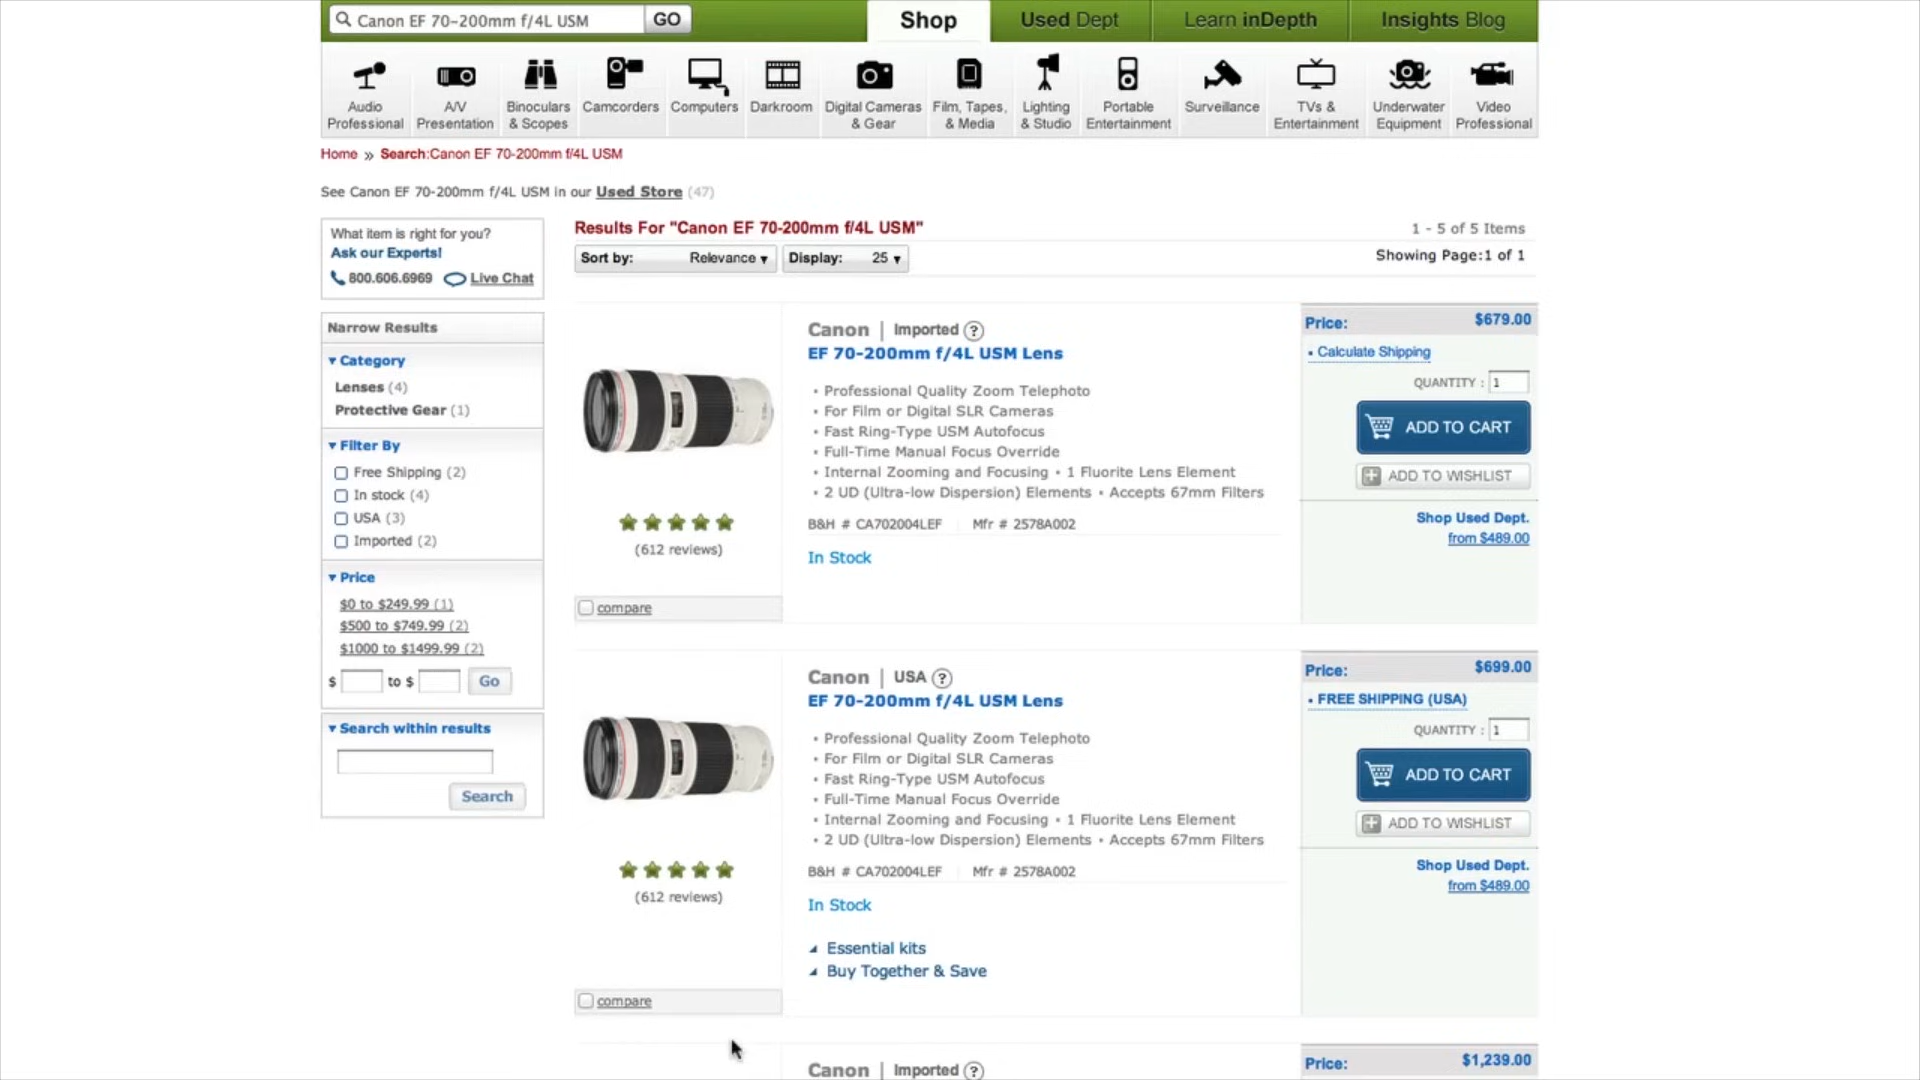 Canon EF 70-200mm f/4L USM GO
Shop
Used Dept
Learn inDepth
Insights Blog
Audio Professional
A/V Presentation
Binoculars & Scopes
Camcorders
Computers
Darkroom
Digital Cameras & Gear
Film, Tapes, & Media
Lighting & Studio
Portable Entertainment
Surveillance
TVs & Entertainment
Underwater Equipment
Video Professional
Home » Search:Canon EF 70-200mm f/4L USM
See Canon EF 70-200mm f/4L USM in our Used Store (47)
What item is right for you?
Ask our Experts!
800.606.6969 Live Chat
Narrow Results
Category
Lenses (4)
Protective Gear (1)
Filter By
Free Shipping (2)
In stock (4)
USA (3)
Imported (2)
Price
$0 to $249.99 (1)
$500 to $749.99 (2)
$1000 to $1499.99 (2)
$ to $ Go
Search within results
Search
Results For "Canon EF 70-200mm f/4L USM"
1 - 5 of 5 Items
Sort by: Relevance ▾ Display: 25 ▾
Showing Page:1 of 1
Canon | Imported ?
EF 70-200mm f/4L USM Lens
• Professional Quality Zoom Telephoto
• For Film or Digital SLR Cameras
• Fast Ring-Type USM Autofocus
• Full-Time Manual Focus Override
• Internal Zooming and Focusing • 1 Fluorite Lens Element
• 2 UD (Ultra-low Dispersion) Elements • Accepts 67mm Filters
B&H # CA702004LEF Mfr # 2578A002
In Stock
(612 reviews)
compare
Price: $679.00
• Calculate Shipping
QUANTITY : 1
ADD TO CART
ADD TO WISHLIST
Shop Used Dept.
from $489.00
Canon | USA ?
EF 70-200mm f/4L USM Lens
• Professional Quality Zoom Telephoto
• For Film or Digital SLR Cameras
• Fast Ring-Type USM Autofocus
• Full-Time Manual Focus Override
• Internal Zooming and Focusing • 1 Fluorite Lens Element
• 2 UD (Ultra-low Dispersion) Elements • Accepts 67mm Filters
B&H # CA702004LEF Mfr # 2578A002
In Stock
Essential kits
Buy Together & Save
(612 reviews)
compare
Price: $699.00
• FREE SHIPPING (USA)
QUANTITY : 1
ADD TO CART
ADD TO WISHLIST
Shop Used Dept.
from $489.00
Canon | Imported ?
Price: $1,239.00